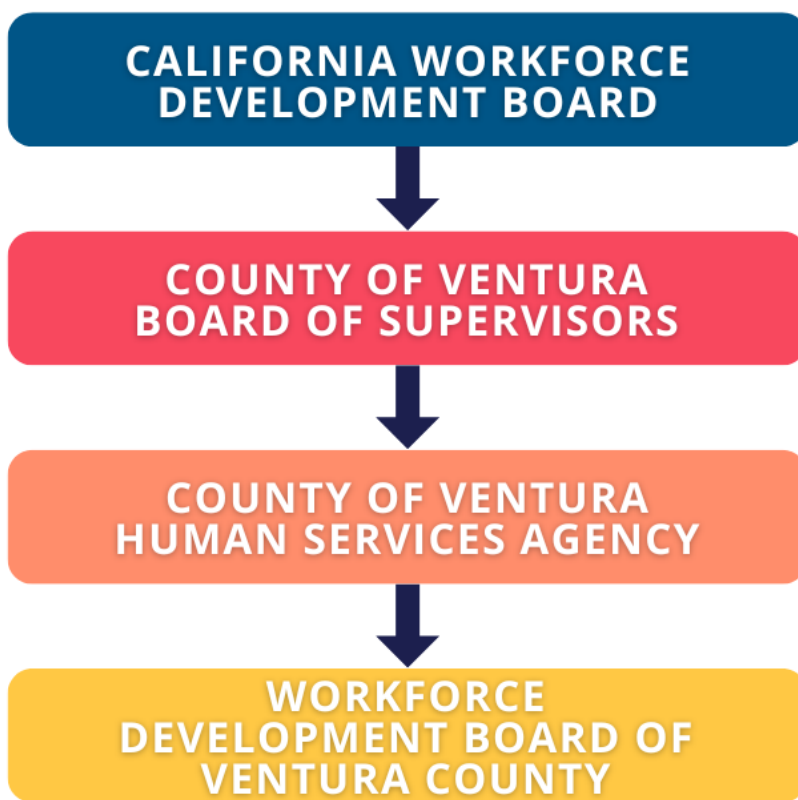 CALIFORNIA WORKFORCE
DEVELOPMENT BOARD
COUNTY OF VENTURA
BOARD OF SUPERVISORS
COUNTY OF VENTURA
HUMAN SERVICES AGENCY
WORKFORCE
DEVELOPMENT BOARD OF
VENTURA COUNTY